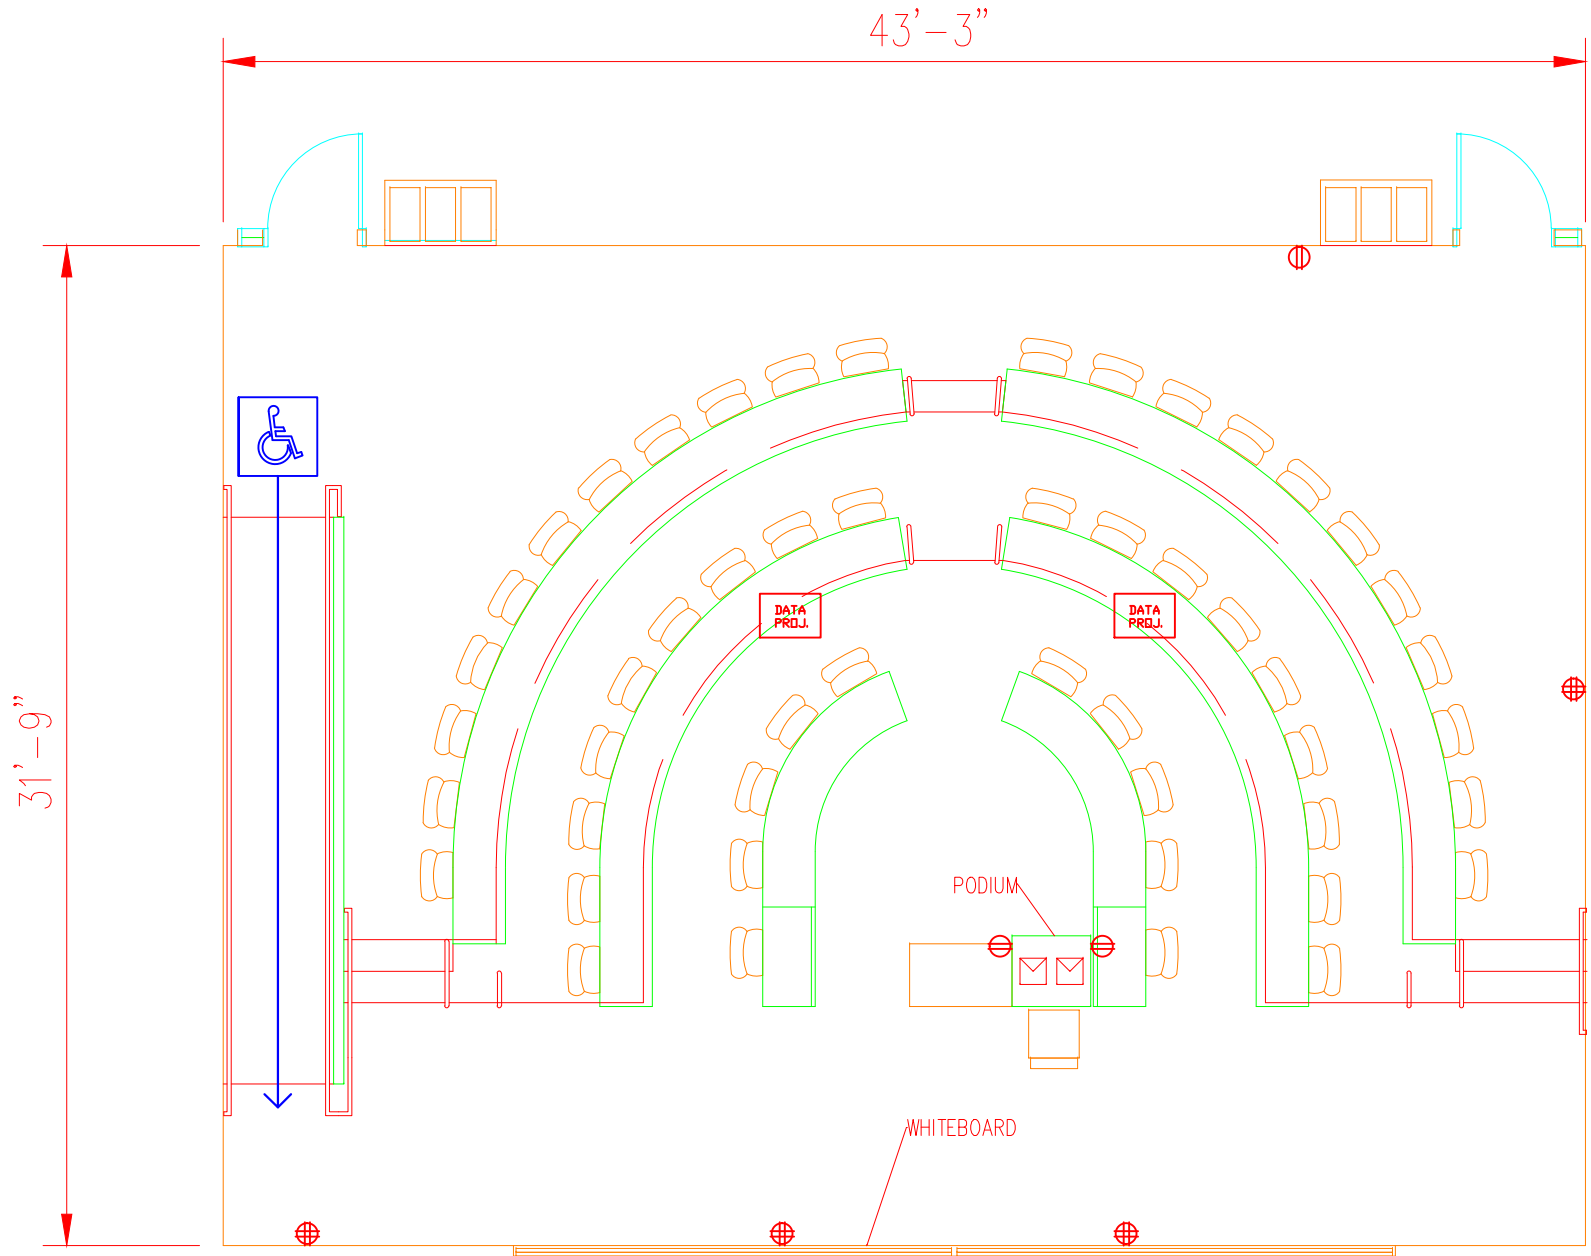 43’-3”
31’-9”
DATA
PROJ.
DATA
PROJ.
PODIUM
WHITEBOARD